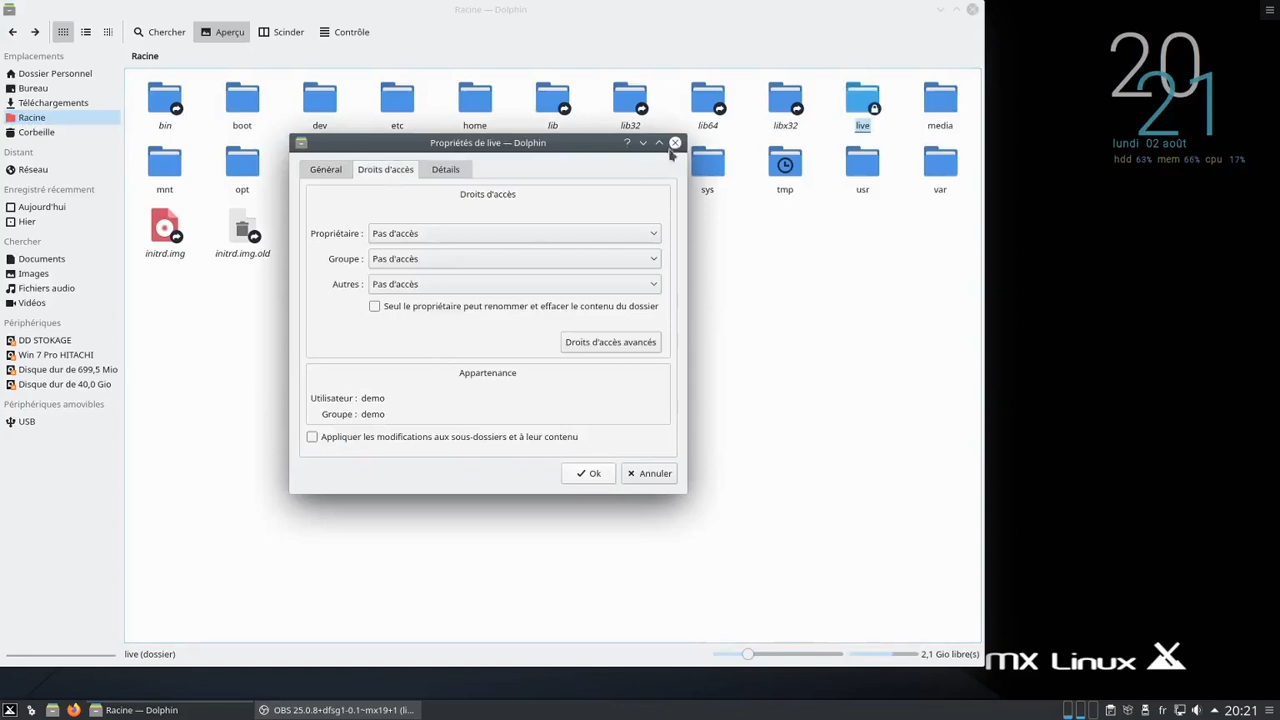 Racine — Dolphin
Chercher
Aperçu
Scinder
Contrôle
Emplacements
Dossier Personnel
Bureau
Téléchargements
Racine
Corbeille
Distant
Réseau
Enregistré récemment
Aujourd'hui
Hier
Chercher
Documents
Images
Fichiers audio
Vidéos
Périphériques
DD STOKAGE
Win 7 Pro HITACHI
Disque dur de 699,5 Mio
Disque dur de 40,0 Gio
Périphériques amovibles
USB
Racine
bin boot dev etc home lib lib32 lib64 libx32 live media
mnt opt sys tmp usr var
initrd.img initrd.img.old
Propriétés de live — Dolphin
?
Général Droits d'accès Détails
Droits d'accès
Propriétaire : Pas d'accès
Groupe : Pas d'accès
Autres : Pas d'accès
Seul le propriétaire peut renommer et effacer le contenu du dossier
Droits d'accès avancés
Appartenance
Utilisateur : demo
Groupe : demo
Appliquer les modifications aux sous-dossiers et à leur contenu
Ok
Annuler
live (dossier)
2,1 Gio libre(s)
20
21
lundi 02 août
hdd 63% mem 66% cpu 17%
mx Linux
Racine — Dolphin
OBS 25.0.8+dfsg1-0.1~mx19+1 (li...
fr
20:21